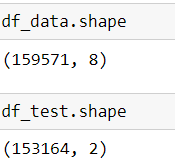 df_data.shape
(159571, 8)
df_test.shape
(153164, 2)